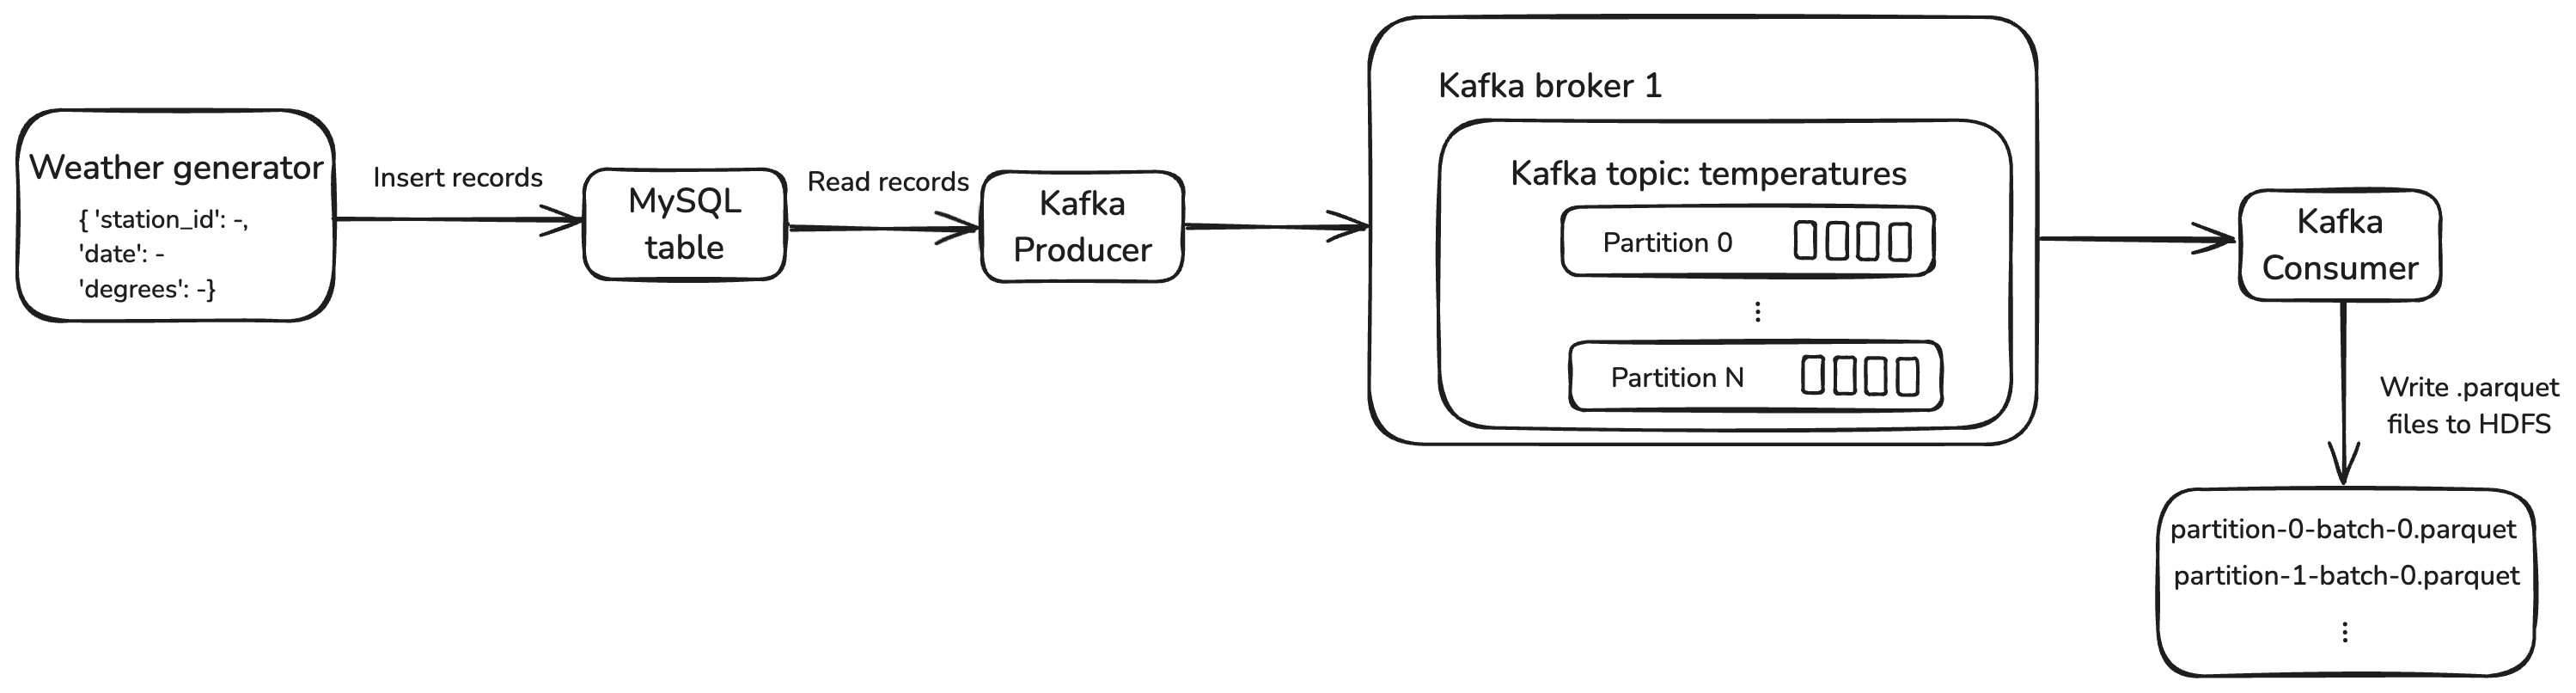 Weather generator
{ 'station_id': -,
'date': -
'degrees': -}
Insert records
MySQL
table
Read records
Kafka
Producer
Kafka broker 1
Kafka topic: temperatures
Partition 0
⋮
Partition N
Kafka
Consumer
Write .parquet
files to HDFS
partition-0-batch-0.parquet
partition-1-batch-0.parquet
⋮